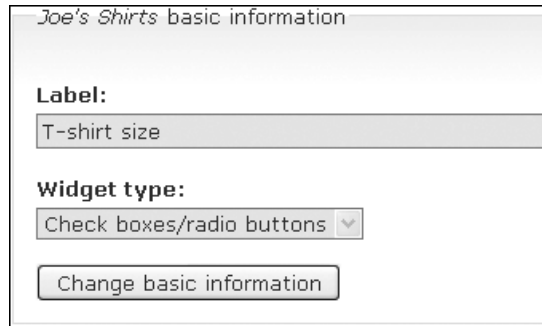 Joe's Shirts basic information
Label:
T-shirt size
Widget type:
Check boxes/radio buttons
Change basic information